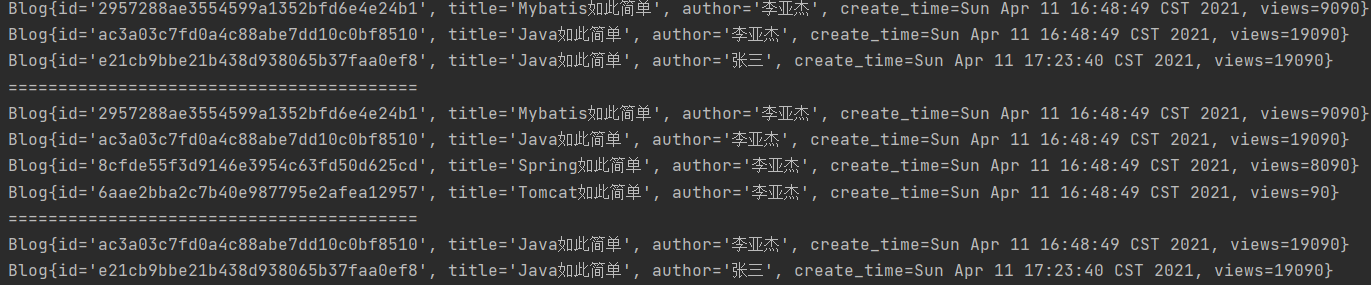 Blog{id='2957288ae3554599a1352bfd6e4e24b1', title='Mybatis如此简单', author='李亚杰', create_time=Sun Apr 11 16:48:49 CST 2021, views=9090}
Blog{id='ac3a03c7fd0a4c88abe7dd10c0bf8510', title='Java如此简单', author='李亚杰', create_time=Sun Apr 11 16:48:49 CST 2021, views=19090}
Blog{id='e21cb9bbe21b438d938065b37faa0ef8', title='Java如此简单', author='张三', create_time=Sun Apr 11 17:23:40 CST 2021, views=19090}
=========================================
Blog{id='2957288ae3554599a1352bfd6e4e24b1', title='Mybatis如此简单', author='李亚杰', create_time=Sun Apr 11 16:48:49 CST 2021, views=9090}
Blog{id='ac3a03c7fd0a4c88abe7dd10c0bf8510', title='Java如此简单', author='李亚杰', create_time=Sun Apr 11 16:48:49 CST 2021, views=19090}
Blog{id='8cfde55f3d9146e3954c63fd50d625cd', title='Spring如此简单', author='李亚杰', create_time=Sun Apr 11 16:48:49 CST 2021, views=8090}
Blog{id='6aae2bba2c7b40e987795e2afea12957', title='Tomcat如此简单', author='李亚杰', create_time=Sun Apr 11 16:48:49 CST 2021, views=90}
=========================================
Blog{id='ac3a03c7fd0a4c88abe7dd10c0bf8510', title='Java如此简单', author='李亚杰', create_time=Sun Apr 11 16:48:49 CST 2021, views=19090}
Blog{id='e21cb9bbe21b438d938065b37faa0ef8', title='Java如此简单', author='张三', create_time=Sun Apr 11 17:23:40 CST 2021, views=19090}